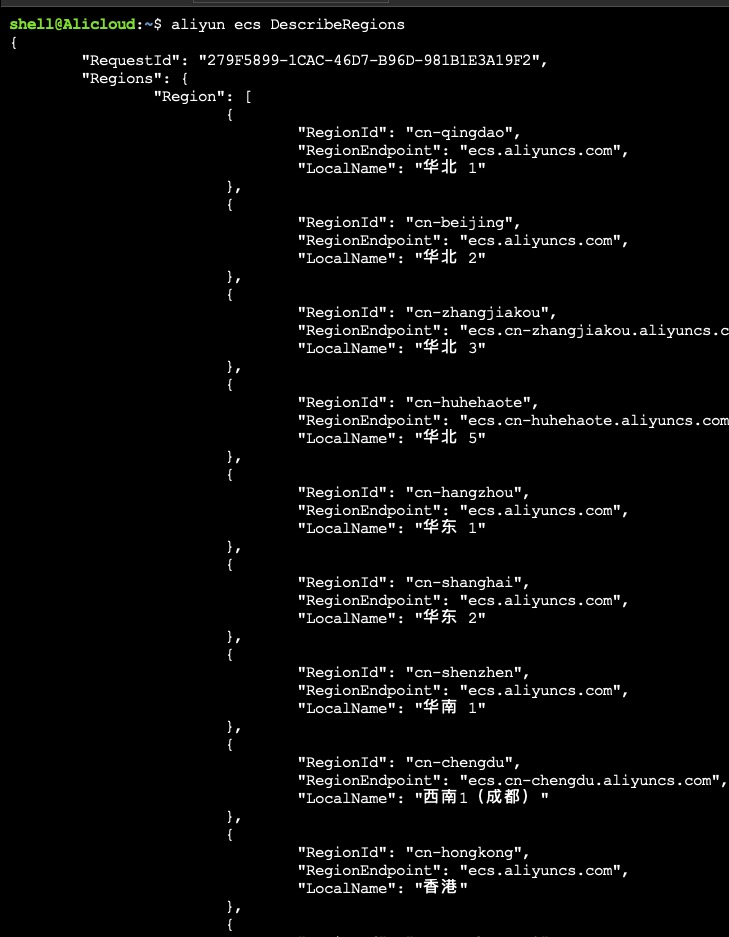 shell@Alicloud:~$ aliyun ecs DescribeRegions
{
"RequestId": "279F5899-1CAC-46D7-B96D-981B1E3A19F2",
"Regions": {
"Region": [
{
"RegionId": "cn-qingdao",
"RegionEndpoint": "ecs.aliyuncs.com",
"LocalName": "华北 1"
},
{
"RegionId": "cn-beijing",
"RegionEndpoint": "ecs.aliyuncs.com",
"LocalName": "华北 2"
},
{
"RegionId": "cn-zhangjiakou",
"RegionEndpoint": "ecs.cn-zhangjiakou.aliyuncs.c
"LocalName": "华北 3"
},
{
"RegionId": "cn-huhehaote",
"RegionEndpoint": "ecs.cn-huhehaote.aliyuncs.com
"LocalName": "华北 5"
},
{
"RegionId": "cn-hangzhou",
"RegionEndpoint": "ecs.aliyuncs.com",
"LocalName": "华东 1"
},
{
"RegionId": "cn-shanghai",
"RegionEndpoint": "ecs.aliyuncs.com",
"LocalName": "华东 2"
},
{
"RegionId": "cn-shenzhen",
"RegionEndpoint": "ecs.aliyuncs.com",
"LocalName": "华南 1"
},
{
"RegionId": "cn-chengdu",
"RegionEndpoint": "ecs.cn-chengdu.aliyuncs.com",
"LocalName": "西南1（成都）"
},
{
"RegionId": "cn-hongkong",
"RegionEndpoint": "ecs.aliyuncs.com",
"LocalName": "香港"
},
{